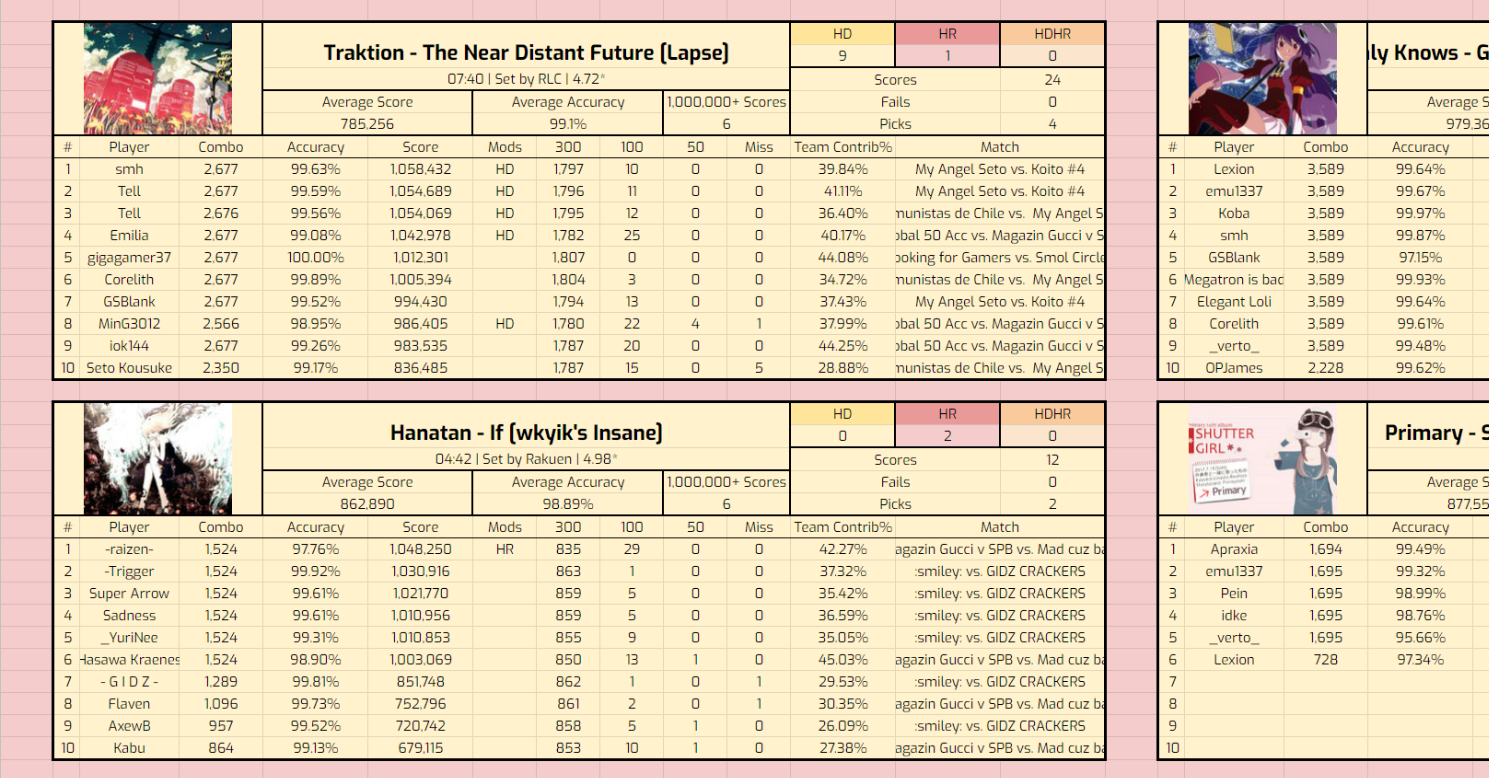 Traktion - The Near Distant Future [Lapse]
07:40 | Set by RLC | 4.72*
HD HR HDHR
9 1 0
Scores 24
Average Score Average Accuracy 1,000,000+ Scores Fails 0
785,256 99.1% 6 Picks 4
# Player Combo Accuracy Score Mods 300 100 50 Miss Team Contrib% Match
1 smh 2,677 99.63% 1,058,432 HD 1,797 10 0 0 39.84% My Angel Seto vs. Koito #4
2 Tell 2,677 99.59% 1,054,689 HD 1,796 11 0 0 41.11% My Angel Seto vs. Koito #4
3 Tell 2,676 99.56% 1,054,069 HD 1,795 12 0 0 36.40% munistas de Chile vs. My Angel S
4 Emilia 2,677 99.08% 1,042,978 HD 1,782 25 0 0 40.17% obal 50 Acc vs. Magazin Gucci v S
5 gigagamer37 2,677 100.00% 1,012,301 1,807 0 0 0 44.08% ooking for Gamers vs. Smol Circle
6 Corelith 2,677 99.89% 1,005,394 1,804 3 0 0 34.72% munistas de Chile vs. My Angel S
7 GSBlank 2,677 99.52% 994,430 1,794 13 0 0 37.43% My Angel Seto vs. Koito #4
8 MinG3012 2,566 98.95% 986,405 HD 1,780 22 4 1 37.99% obal 50 Acc vs. Magazin Gucci v S
9 iok144 2,677 99.26% 983,535 1,787 20 0 0 44.25% obal 50 Acc vs. Magazin Gucci v S
10 Seto Kousuke 2,350 99.17% 836,485 1,787 15 0 5 28.88% munistas de Chile vs. My Angel S
ly Knows - G
Average S
979,36
# Player Combo Accuracy
1 Lexion 3,589 99.64%
2 emu1337 3,589 99.67%
3 Koba 3,589 99.97%
4 smh 3,589 99.87%
5 GSBlank 3,589 97.15%
6 Megatron is bad 3,589 99.93%
7 Elegant Loli 3,589 99.64%
8 Corelith 3,589 99.61%
9 _verto_ 3,589 99.48%
10 OPJames 2,228 99.62%
Hanatan - If [wkyik's Insane]
04:42 | Set by Rakuen | 4.98*
HD HR HDHR
0 2 0
Scores 12
Average Score Average Accuracy 1,000,000+ Scores Fails 0
862,890 98.89% 6 Picks 2
# Player Combo Accuracy Score Mods 300 100 50 Miss Team Contrib% Match
1 -raizen- 1,524 97.76% 1,048,250 HR 835 29 0 0 42.27% agazin Gucci v SPB vs. Mad cuz ba
2 -Trigger 1,524 99.92% 1,030,916 863 1 0 0 37.32% :smiley: vs. GIDZ CRACKERS
3 Super Arrow 1,524 99.61% 1,021,770 859 5 0 0 35.42% :smiley: vs. GIDZ CRACKERS
4 Sadness 1,524 99.61% 1,010,956 859 5 0 0 36.59% :smiley: vs. GIDZ CRACKERS
5 _YuriNee 1,524 99.31% 1,010,853 855 9 0 0 35.05% :smiley: vs. GIDZ CRACKERS
6 Hasawa Kraenes 1,524 98.90% 1,003,069 850 13 1 0 45.03% agazin Gucci v SPB vs. Mad cuz ba
7 - G I D Z - 1,289 99.81% 851,748 862 1 0 1 29.53% :smiley: vs. GIDZ CRACKERS
8 Flaven 1,096 99.73% 752,796 861 2 0 1 30.35% agazin Gucci v SPB vs. Mad cuz ba
9 AxewB 957 99.52% 720,742 858 5 1 0 26.09% :smiley: vs. GIDZ CRACKERS
10 Kabu 864 99.13% 679,115 853 10 1 0 27.38% agazin Gucci v SPB vs. Mad cuz ba
SHUTTER
GIRL
Primary
Primary - S
Average S
877,55
# Player Combo Accuracy
1 Apraxia 1,694 99.49%
2 emu1337 1,695 99.32%
3 Pein 1,695 98.99%
4 idke 1,695 98.76%
5 _verto_ 1,695 95.66%
6 Lexion 728 97.34%
7
8
9
10